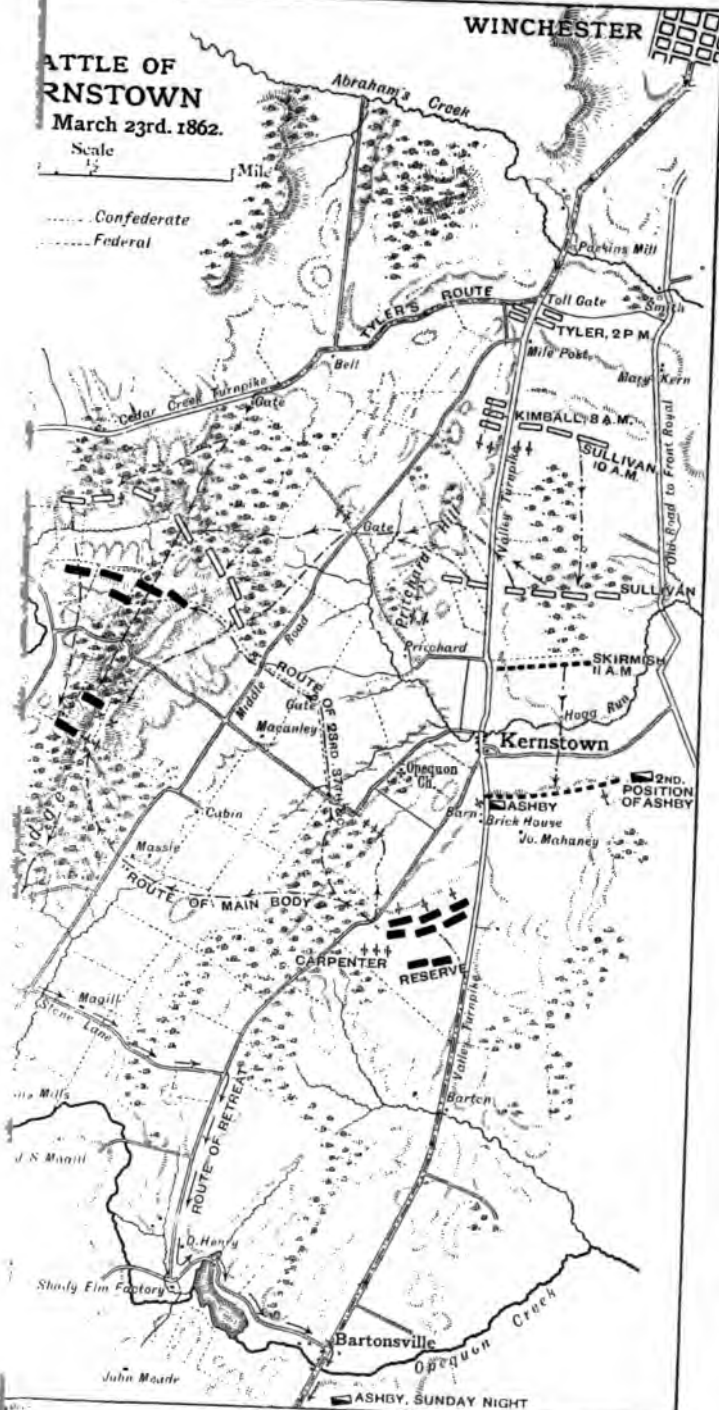 WINCHESTER
ATTLE OF
RNSTOWN
March 23rd. 1862.
Scale
½
Mile
Confederate
Federal
Abraham's Creek
Parkins Mill
TYLER'S ROUTE
Toll Gate
Smith
TYLER, 2 P M
Mile Post
Bell
Mary Kern
Cedar Creek Turnpike
Gate
KIMBALL, 8 A.M.
SULLIVAN
10 A.M.
Valley Turnpike
Old Road to Front Royal
Gate
Pritchard's Hill
SULLIVAN
Pritchard
SKIRMISH
11 A.M.
Middle Road
ROUTE OF 23RD
Gate
Macauley
Hogg Run
Kernstown
Opequon
Ch.
2ND.
POSITION
OF ASHBY
ASHBY
Barn
Brick House
Jo. Mahaney
Cabin
dge
Massie
ROUTE OF MAIN BODY
CARPENTER
RESERVE
Magill
Stone Lane
Valley Turnpike
Barton
Mills
J. S. Magill
ROUTE OF RETREAT
D. Henry
Shady Elm Factory
Bartonsville
Opequon Creek
John Meade
ASHBY, SUNDAY NIGHT